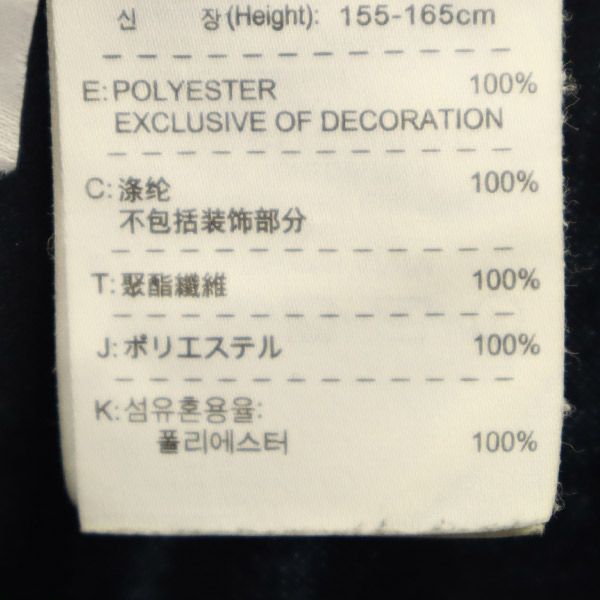 신 장(Height): 155-165cm
E: POLYESTER 100%
EXCLUSIVE OF DECORATION
C: 涤纶 100%
不包括装饰部分
T: 聚酯纖維 100%
J: ポリエステル 100%
K: 섬유혼용율:
폴리에스터 100%